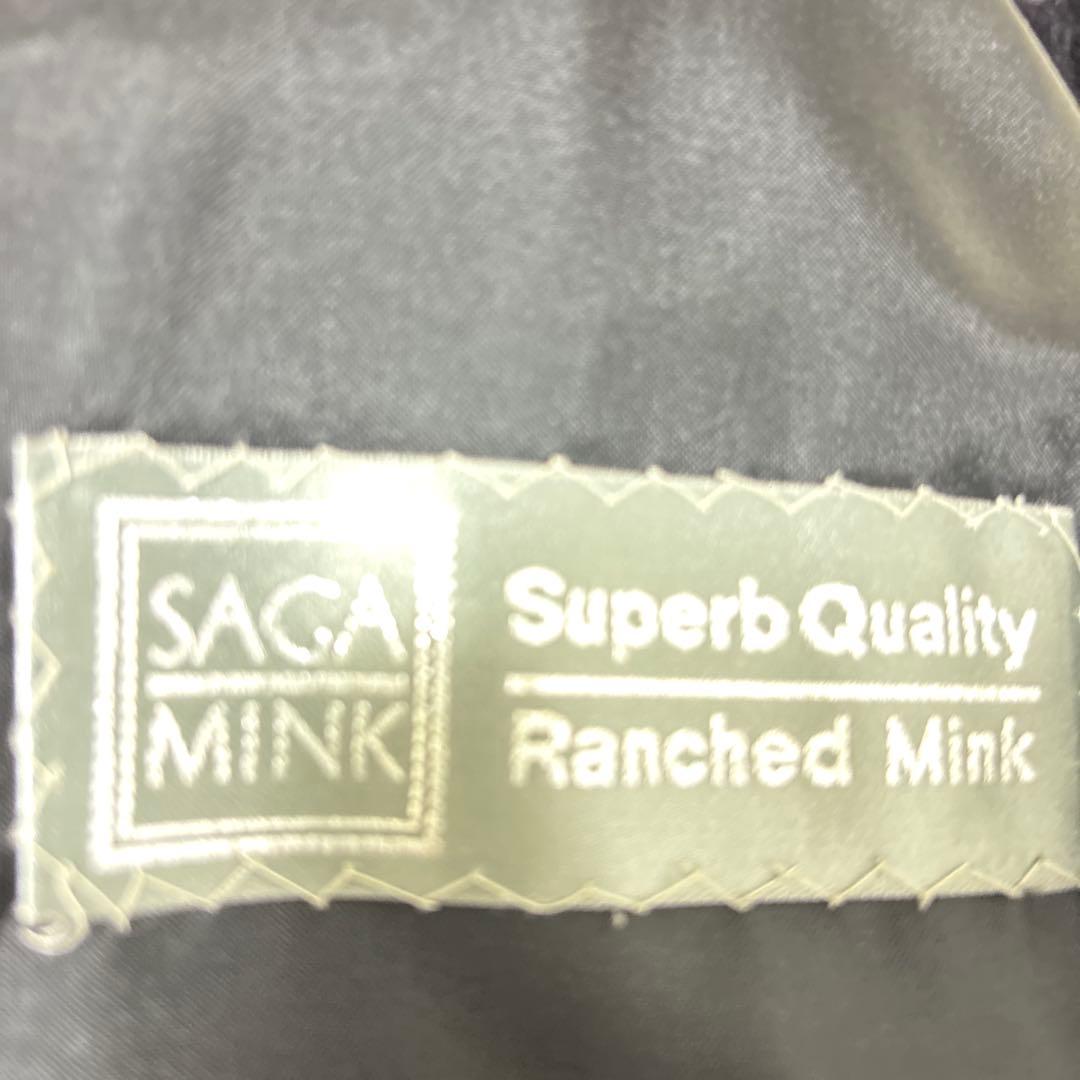 SAGA
MINK
Superb Quality
Ranched Mink